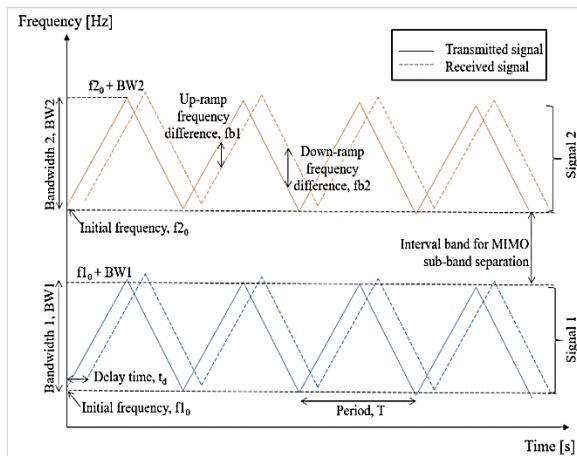 Frequency [Hz]
Transmitted signal
Received signal
f2₀ + BW2
Up-ramp
frequency
difference, fb1
Down-ramp
frequency
difference, fb2
Bandwidth 2, BW2
Signal 2
Initial frequency, f2₀
Interval band for MIMO
sub-band separation
f1₀ + BW1
Bandwidth 1, BW1
Signal 1
Delay time, t_d
Initial frequency, f1₀
Period, T
Time [s]